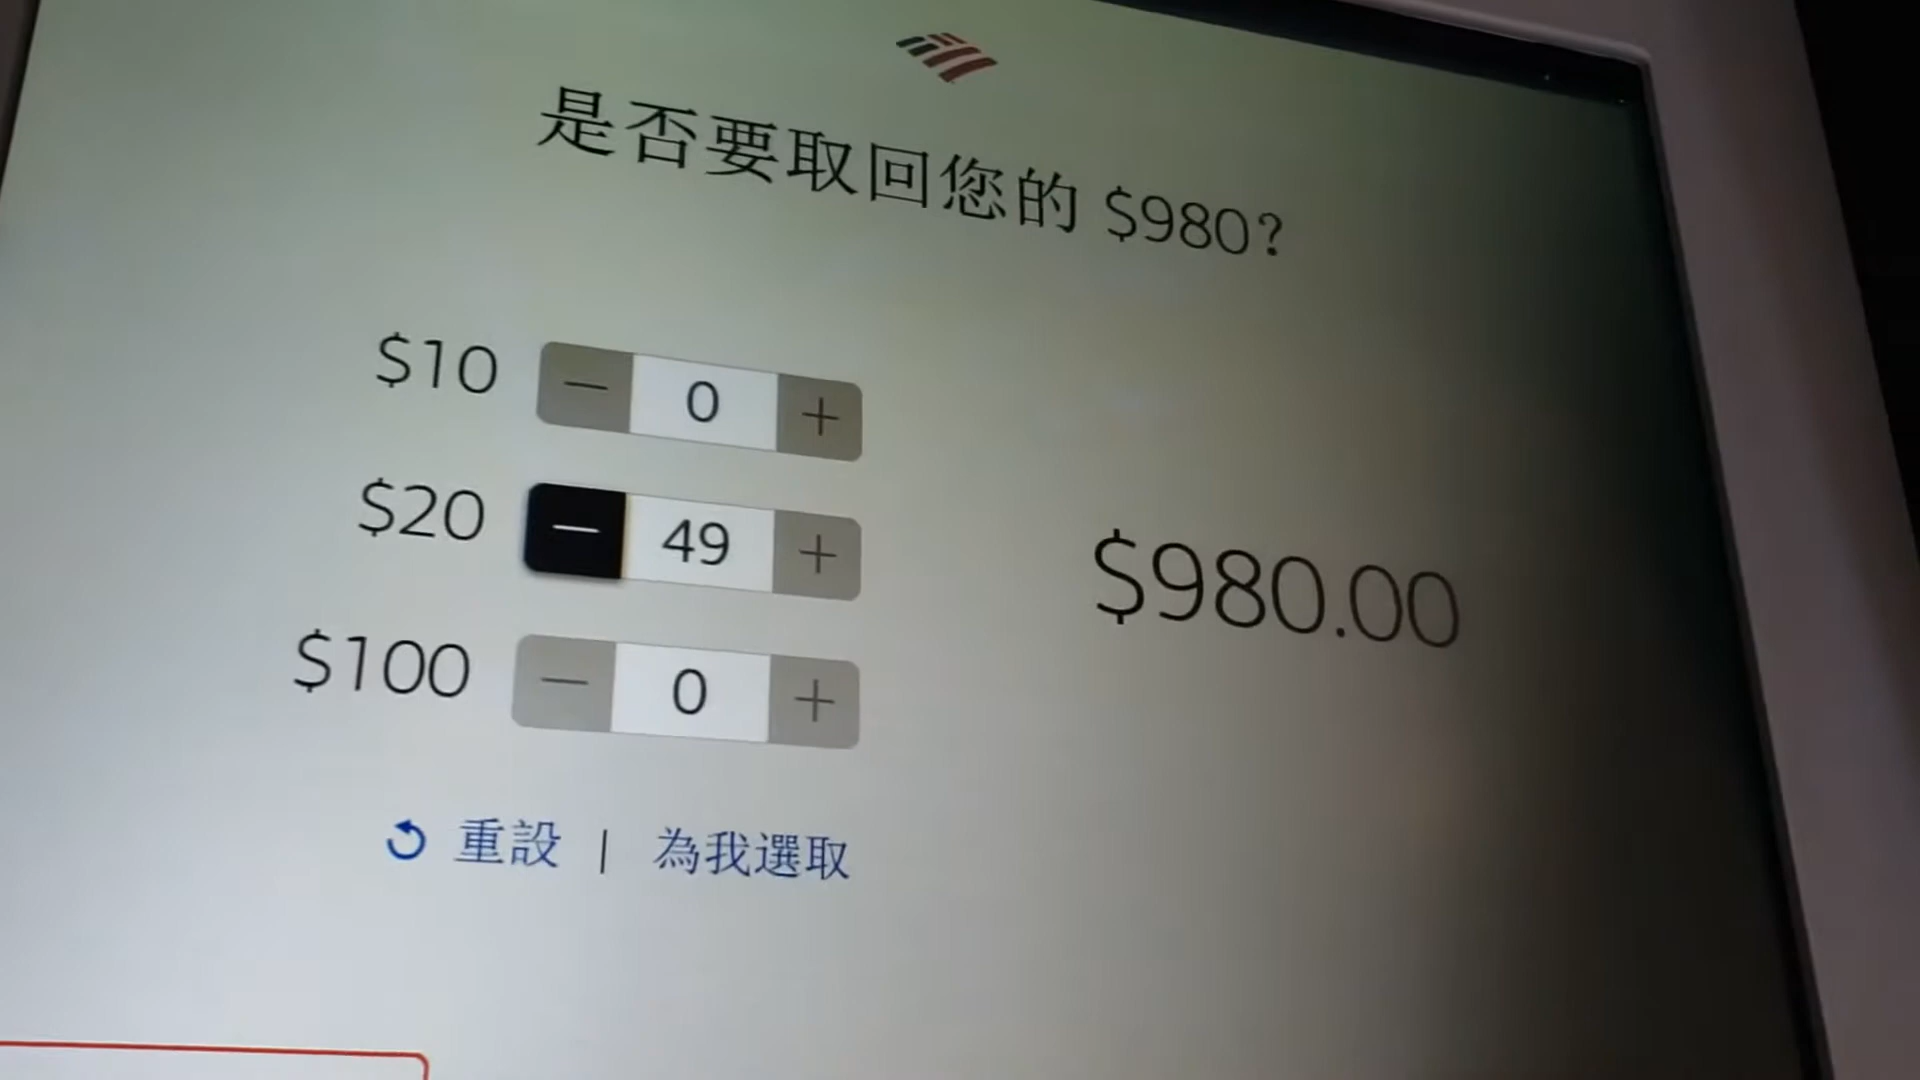 是否要取回您的 $980?
$10 — 0 +
$20 — 49 +
$100 — 0 +
$980.00
重設 | 為我選取